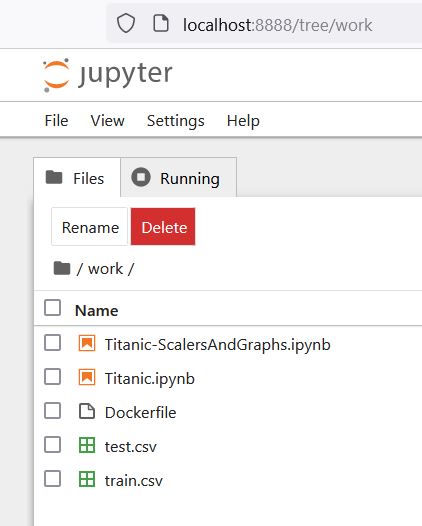 localhost:8888/tree/work
jupyter
File View Settings Help
Files Running
Rename Delete
/ work /
Name
Titanic-ScalersAndGraphs.ipynb
Titanic.ipynb
Dockerfile
test.csv
train.csv